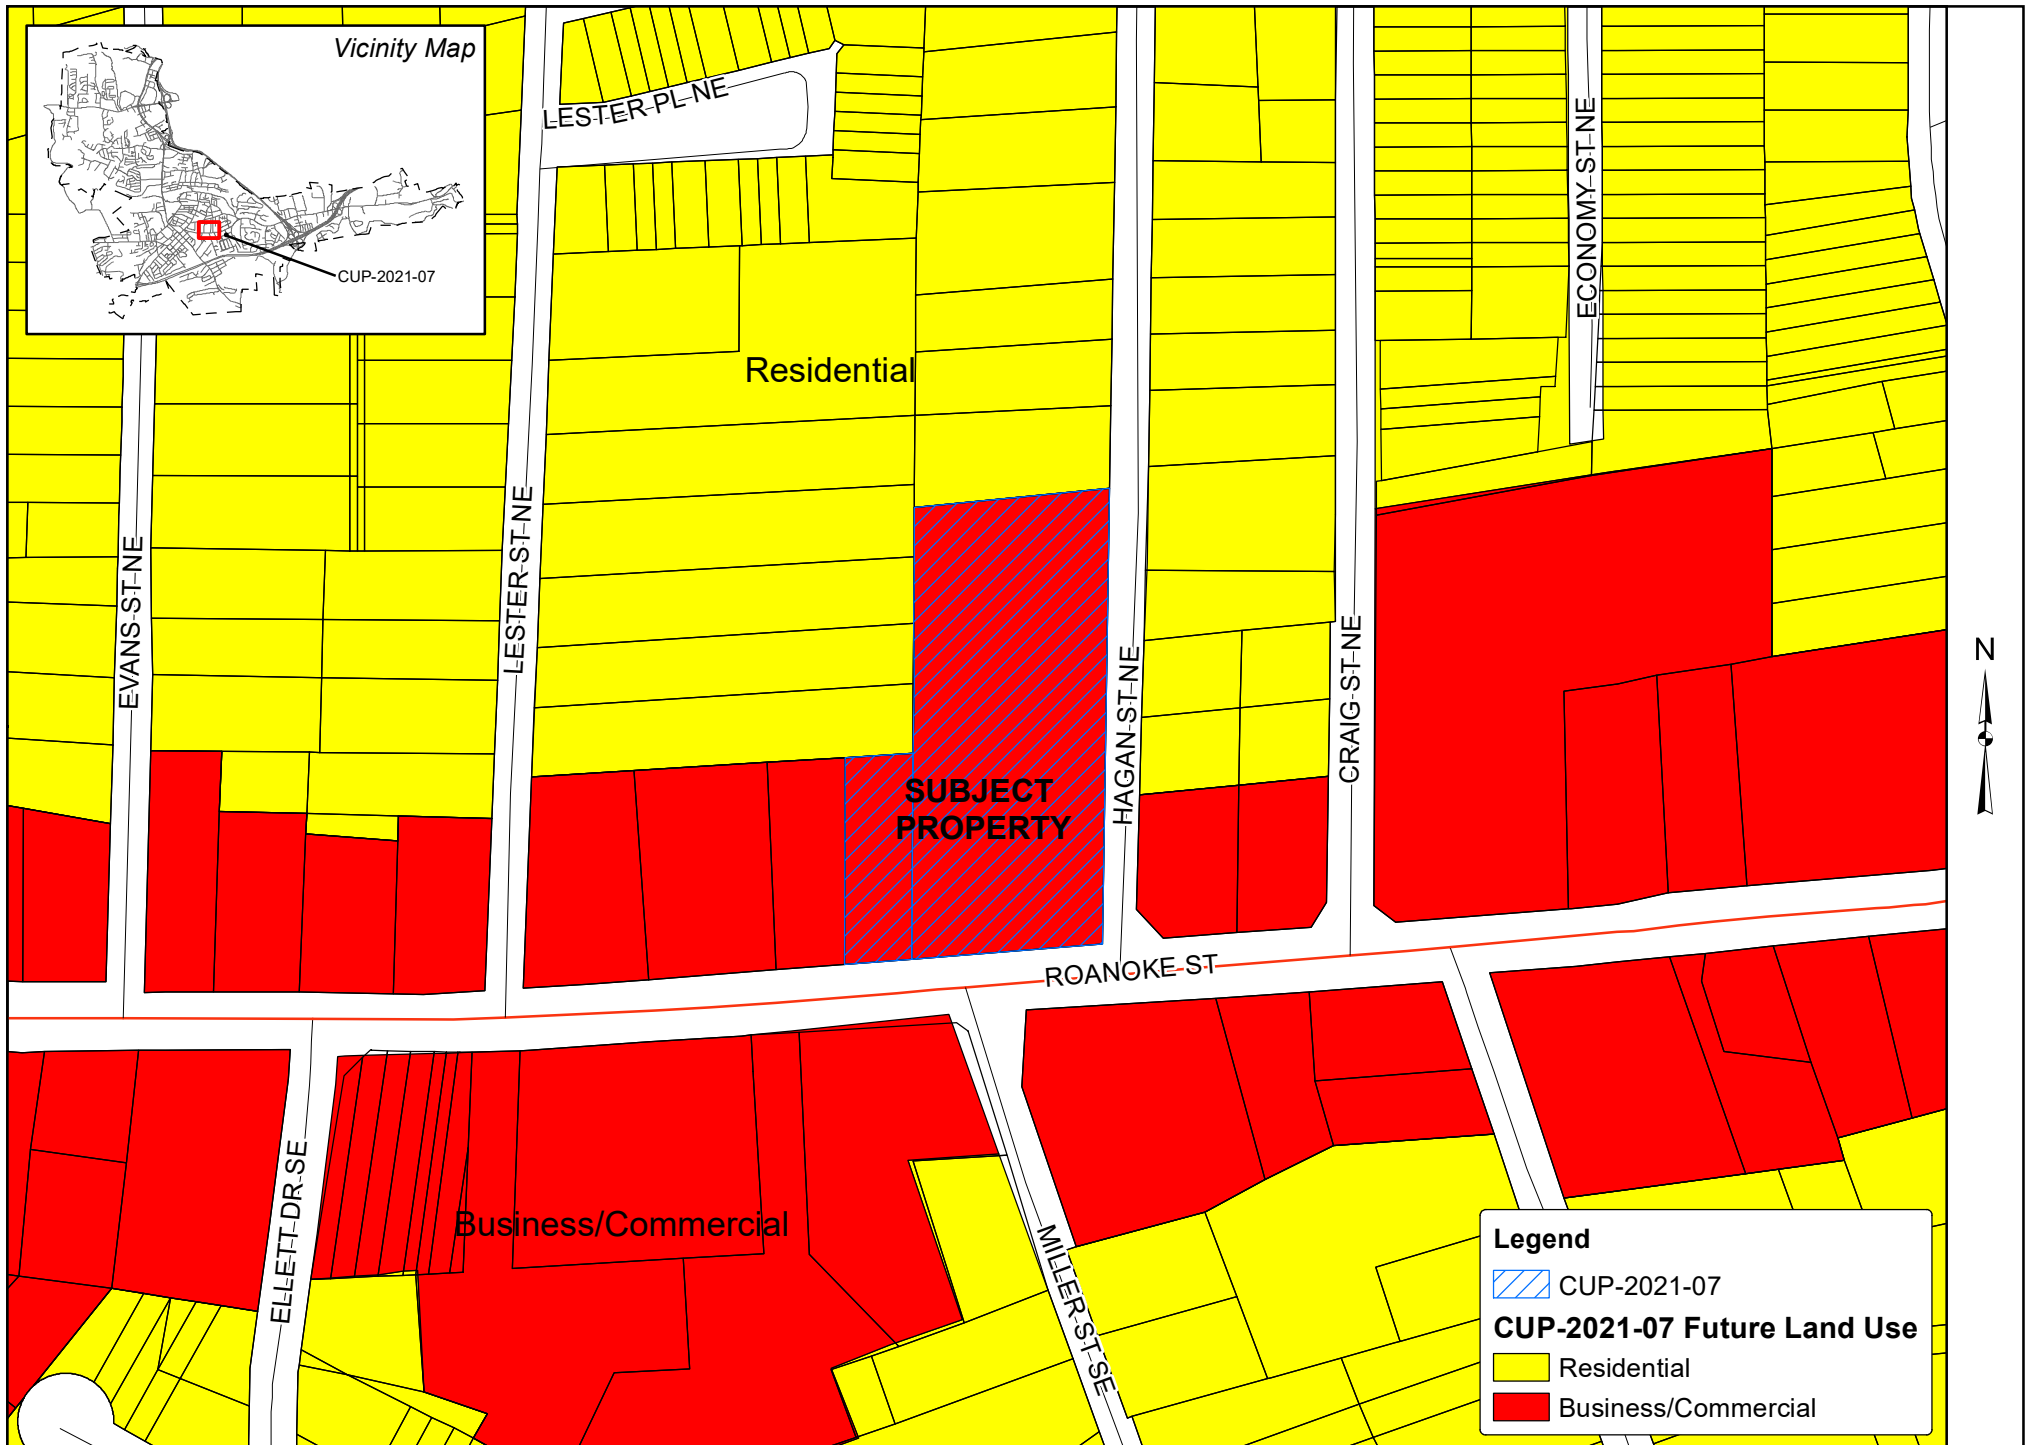 Vicinity Map
CUP-2021-07
LESTER PL NE
ECONOMY ST NE
Residential
EVANS ST NE
LESTER ST NE
HAGAN ST NE
CRAIG ST NE
N
SUBJECT
PROPERTY
ROANOKE ST
ELLETT DR SE
Business/Commercial
MILLER ST SE
Legend
CUP-2021-07
CUP-2021-07 Future Land Use
Residential
Business/Commercial